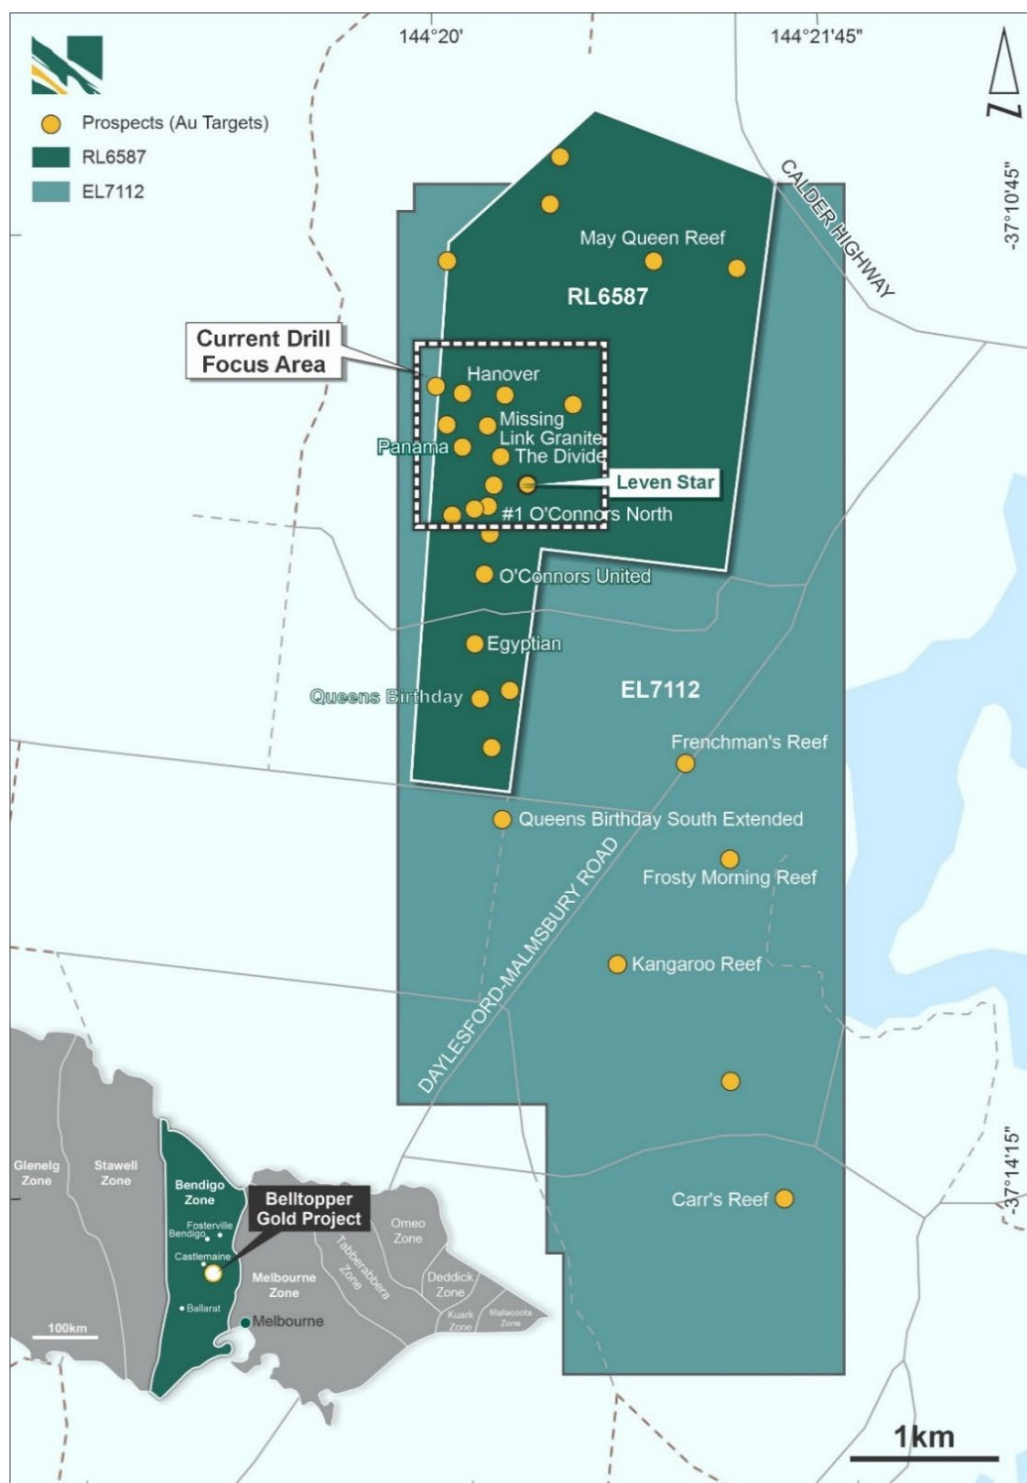 144°20'
144°21'45"
Z
Prospects (Au Targets)
RL6587
EL7112
-37°10'45"
CALDER HIGHWAY
May Queen Reef
RL6587
Current Drill
Focus Area
Hanover
Missing
Link Granite
Panama
The Divide
Leven Star
#1 O'Connors North
O'Connors United
Egyptian
Queens Birthday
EL7112
Frenchman's Reef
Queens Birthday South Extended
DAYLESFORD-MALMSBURY ROAD
Frosty Morning Reef
Kangaroo Reef
-37°14'15"
Carr's Reef
Glenelg
Zone
Stawell
Zone
Bendigo
Zone
Fosterville
Bendigo
Castlemaine
Ballarat
Belltopper
Gold Project
Melbourne
Zone
Melbourne
Tabberabbera
Zone
Omeo
Zone
Deddick
Zone
Kuark
Zone
Mallacoota
Zone
100km
1km